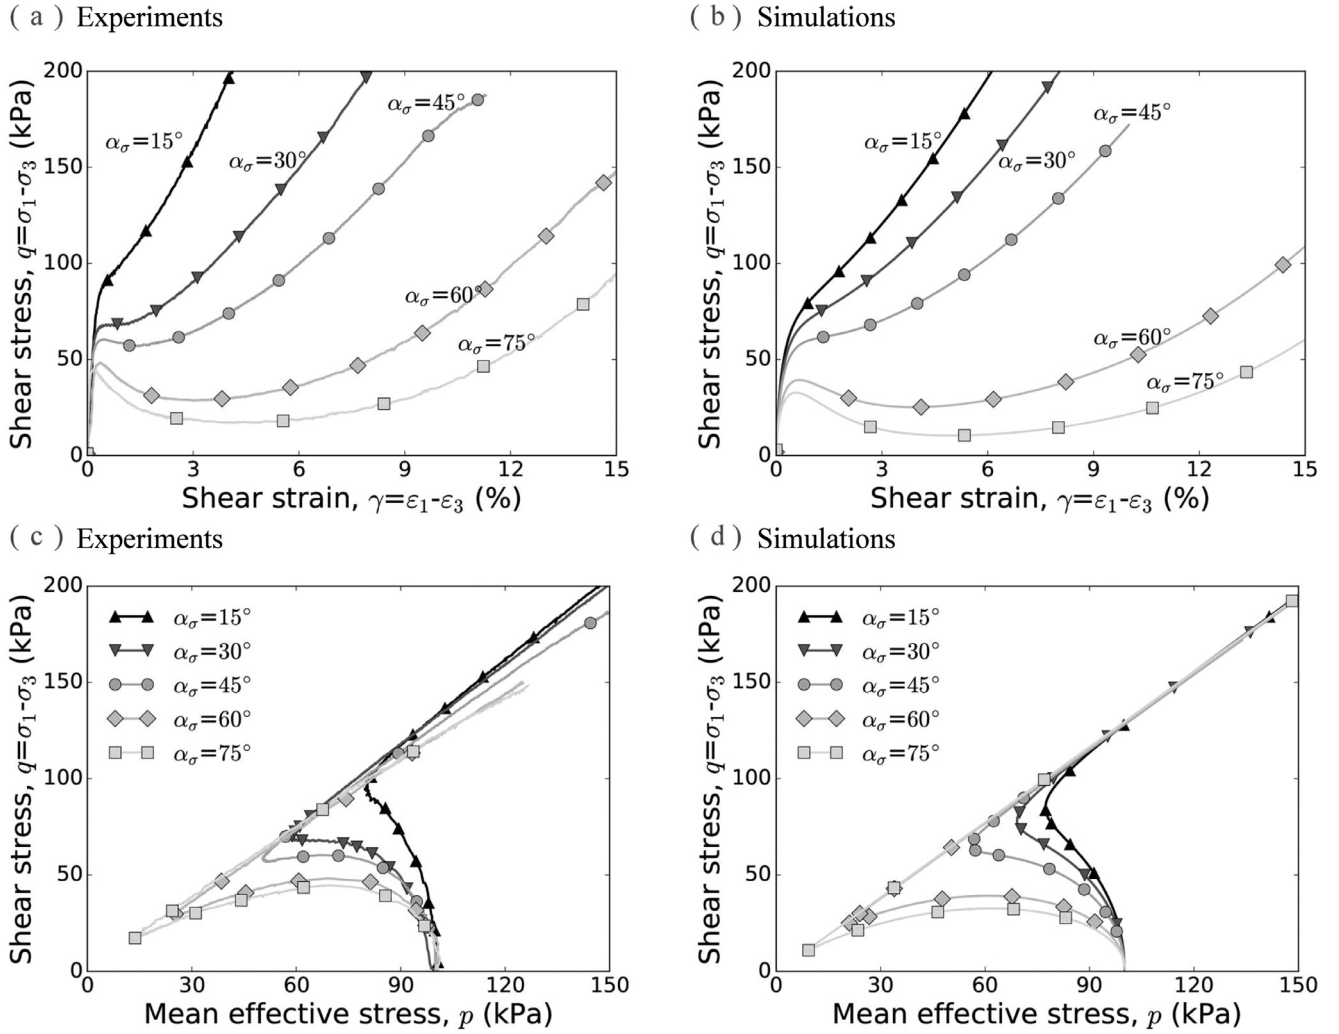 ( a ) Experiments
200
150
100
50
0
Shear stress, q=σ1-σ3 (kPa)
ασ=15°
ασ=30°
ασ=45°
ασ=60°
ασ=75°
0 3 6 9 12 15
Shear strain, γ=ε1-ε3 (%)
( b ) Simulations
200
150
100
50
0
Shear stress, q=σ1-σ3 (kPa)
ασ=15°
ασ=30°
ασ=45°
ασ=60°
ασ=75°
0 3 6 9 12 15
Shear strain, γ=ε1-ε3 (%)
( c ) Experiments
200
150
100
50
0
Shear stress, q=σ1-σ3 (kPa)
ασ=15°
ασ=30°
ασ=45°
ασ=60°
ασ=75°
0 30 60 90 120 150
Mean effective stress, p (kPa)
( d ) Simulations
200
150
100
50
0
Shear stress, q=σ1-σ3 (kPa)
ασ=15°
ασ=30°
ασ=45°
ασ=60°
ασ=75°
0 30 60 90 120 150
Mean effective stress, p (kPa)